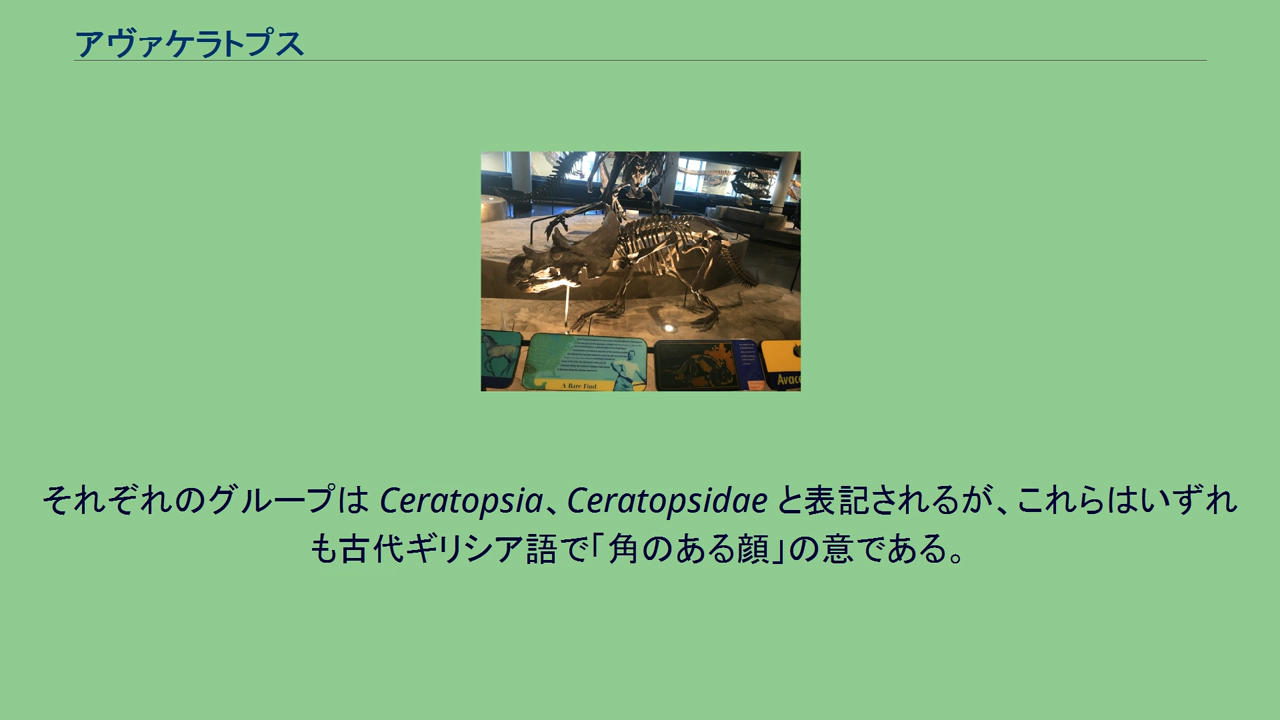 アヴァケラトプス
A Rare Find
それぞれのグループは Ceratopsia、Ceratopsidae と表記されるが、これらはいずれ
も古代ギリシア語で「角のある顔」の意である。